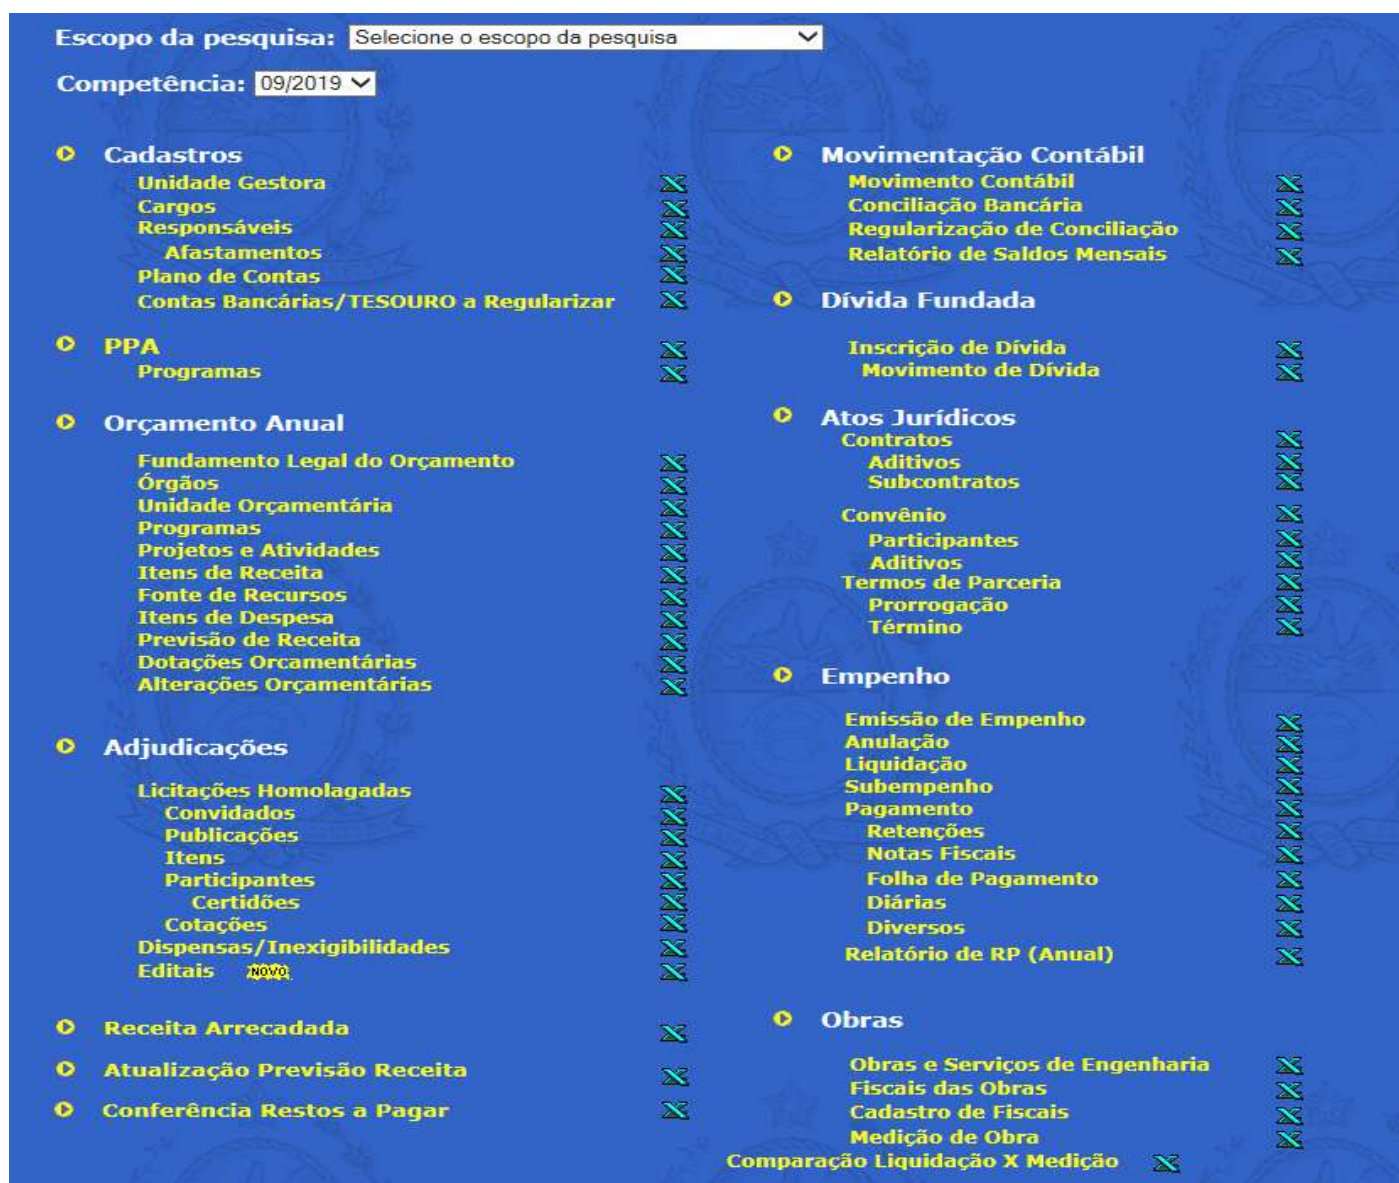 Escopo da pesquisa: Selecione o escopo da pesquisa
Competência: 09/2019
Cadastros
Unidade Gestora
Cargos
Responsáveis
Afastamentos
Plano de Contas
Contas Bancárias/TESOURO a Regularizar
PPA
Programas
Orçamento Anual
Fundamento Legal do Orçamento
Órgãos
Unidade Orçamentária
Programas
Projetos e Atividades
Itens de Receita
Fonte de Recursos
Itens de Despesa
Previsão de Receita
Dotações Orcamentárias
Alterações Orçamentárias
Adjudicações
Licitações Homolagadas
Convidados
Publicações
Itens
Participantes
Certidões
Cotações
Dispensas/Inexigibilidades
Editais NOVO
Receita Arrecadada
Atualização Previsão Receita
Conferência Restos a Pagar
Movimentação Contábil
Movimento Contábil
Conciliação Bancária
Regularização de Conciliação
Relatório de Saldos Mensais
Dívida Fundada
Inscrição de Dívida
Movimento de Dívida
Atos Jurídicos
Contratos
Aditivos
Subcontratos
Convênio
Participantes
Aditivos
Termos de Parceria
Prorrogação
Término
Empenho
Emissão de Empenho
Anulação
Liquidação
Subempenho
Pagamento
Retenções
Notas Fiscais
Folha de Pagamento
Diárias
Diversos
Relatório de RP (Anual)
Obras
Obras e Serviços de Engenharia
Fiscais das Obras
Cadastro de Fiscais
Medição de Obra
Comparação Liquidação X Medição